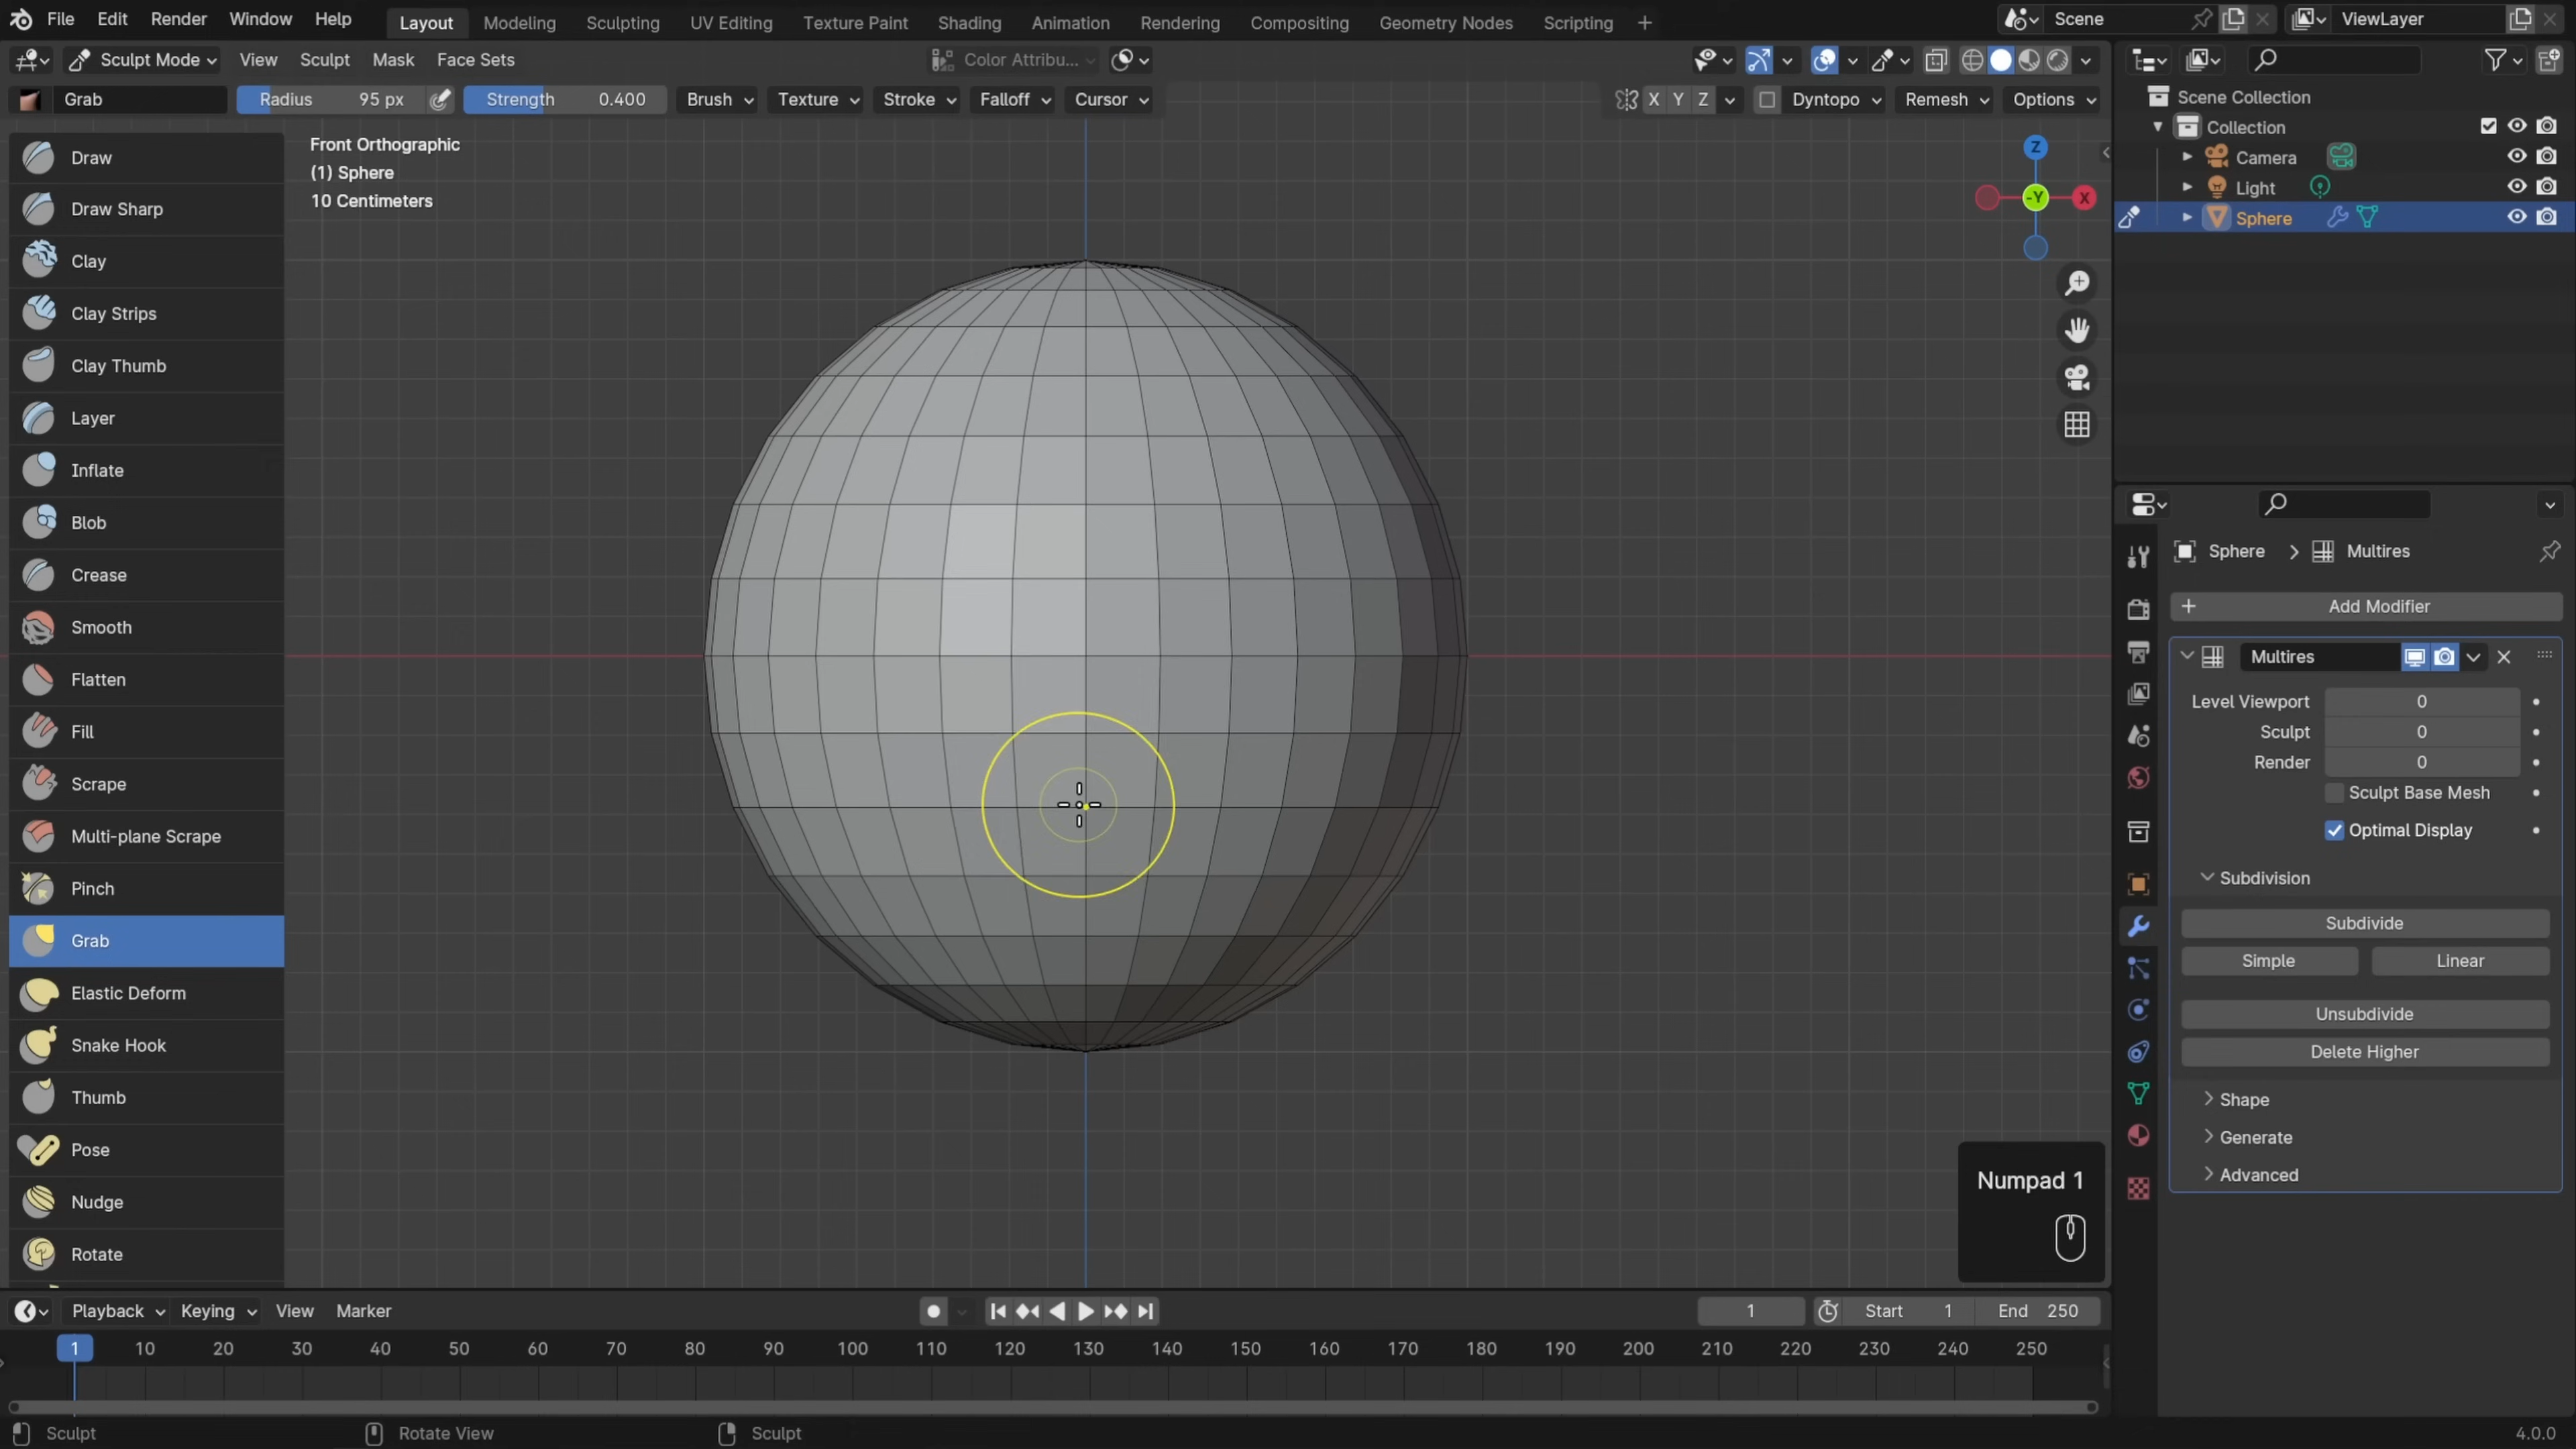 File Edit Render Window Help Layout Modeling Sculpting UV Editing Texture Paint Shading Animation Rendering Compositing Geometry Nodes Scripting + Scene ViewLayer
Sculpt Mode View Sculpt Mask Face Sets Color Attribu...
Grab Radius 95 px Strength 0.400 Brush Texture Stroke Falloff Cursor X Y Z Dyntopo Remesh Options
Draw
Draw Sharp
Clay
Clay Strips
Clay Thumb
Layer
Inflate
Blob
Crease
Smooth
Flatten
Fill
Scrape
Multi-plane Scrape
Pinch
Grab
Elastic Deform
Snake Hook
Thumb
Pose
Nudge
Rotate
Front Orthographic
(1) Sphere
10 Centimeters
Z
-Y X
Numpad 1
Scene Collection
Collection
Camera
Light
Sphere
Sphere > Multires
+ Add Modifier
Multires
Level Viewport 0
Sculpt 0
Render 0
Sculpt Base Mesh
Optimal Display
Subdivision
Subdivide
Simple Linear
Unsubdivide
Delete Higher
Shape
Generate
Advanced
Playback Keying View Marker 1 Start 1 End 250
1 10 20 30 40 50 60 70 80 90 100 110 120 130 140 150 160 170 180 190 200 210 220 230 240 250
Sculpt Rotate View Sculpt 4.0.0